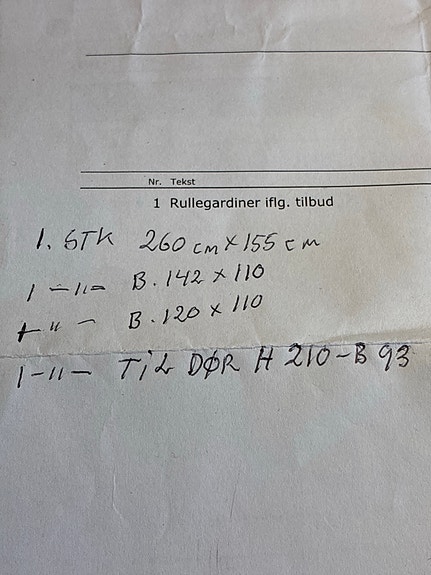 Nr. Tekst
1 Rullegardiner iflg. tilbud
1. STK 260 cm x 155 cm
1 - " - B. 142 x 110
1 - " - B. 120 x 110
1 - " - TiL DØR H 210 - B 93